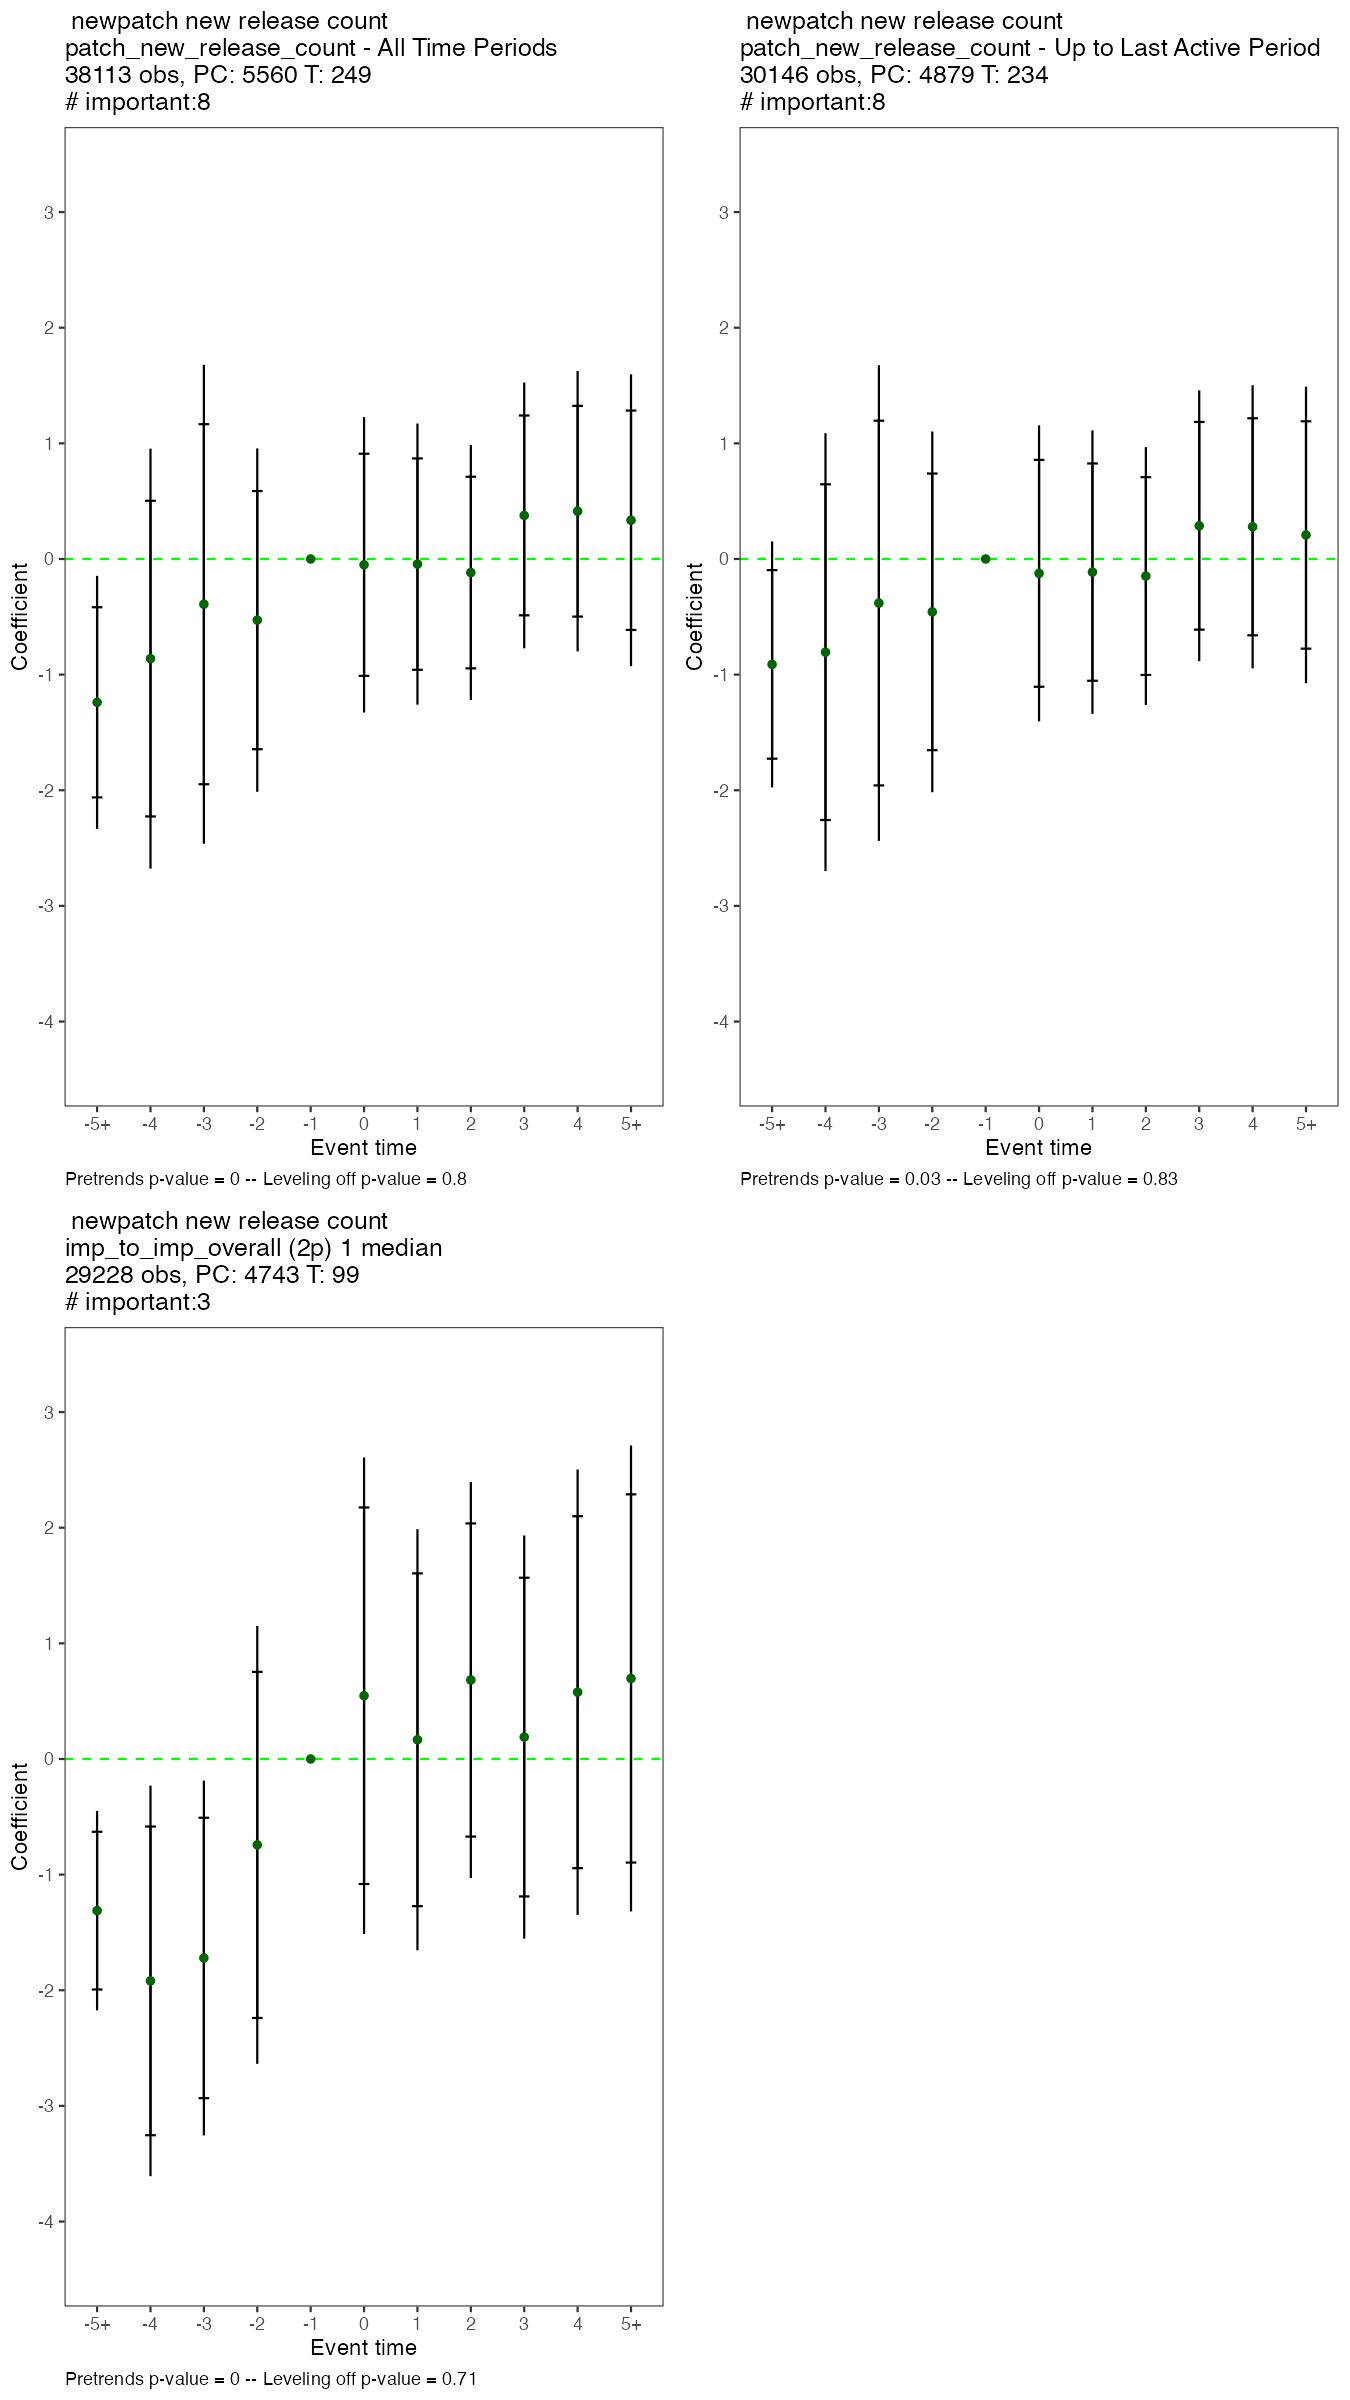 newpatch new release count
patch_new_release_count - All Time Periods
38113 obs, PC: 5560 T: 249
# important:8
3
2
1
0
-1
-2
-3
-4
Coefficient
-5+ -4 -3 -2 -1 0 1 2 3 4 5+
Event time
Pretrends p-value = 0 -- Leveling off p-value = 0.8
newpatch new release count
patch_new_release_count - Up to Last Active Period
30146 obs, PC: 4879 T: 234
# important:8
3
2
1
0
-1
-2
-3
-4
Coefficient
-5+ -4 -3 -2 -1 0 1 2 3 4 5+
Event time
Pretrends p-value = 0.03 -- Leveling off p-value = 0.83
newpatch new release count
imp_to_imp_overall (2p) 1 median
29228 obs, PC: 4743 T: 99
# important:3
3
2
1
0
-1
-2
-3
-4
Coefficient
-5+ -4 -3 -2 -1 0 1 2 3 4 5+
Event time
Pretrends p-value = 0 -- Leveling off p-value = 0.71